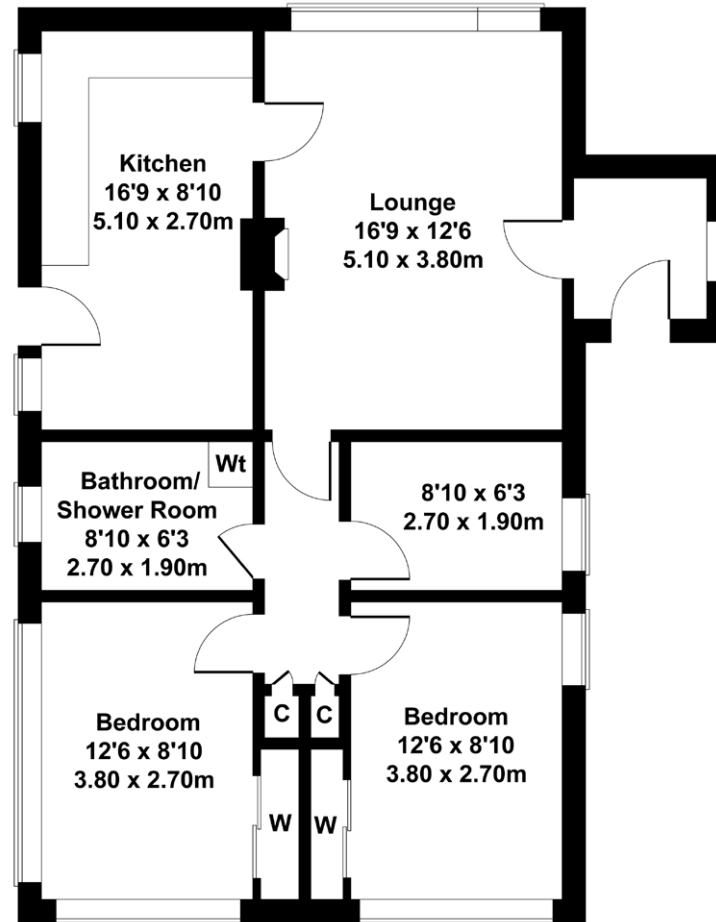 Kitchen
16'9 x 8'10
5.10 x 2.70m
Lounge
16'9 x 12'6
5.10 x 3.80m
Bathroom/
Shower Room
8'10 x 6'3
2.70 x 1.90m
Wt
8'10 x 6'3
2.70 x 1.90m
Bedroom
12'6 x 8'10
3.80 x 2.70m
C
C
W
W
Bedroom
12'6 x 8'10
3.80 x 2.70m